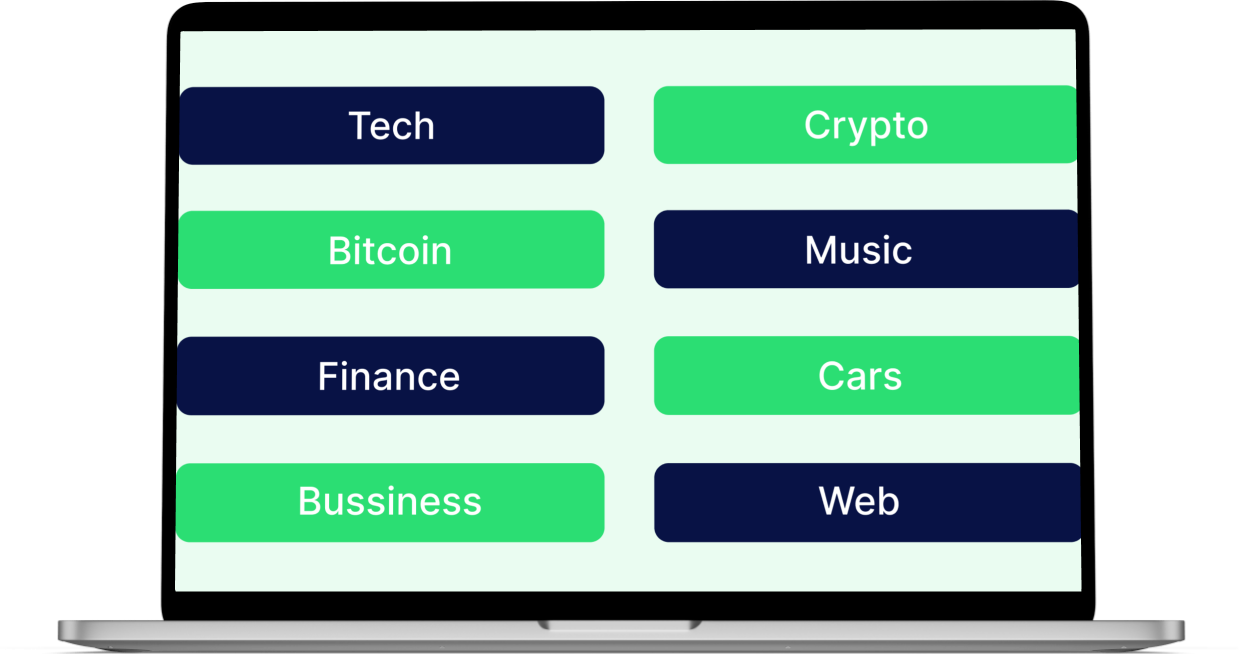 Tech
Crypto
Bitcoin
Music
Finance
Cars
Bussiness
Web